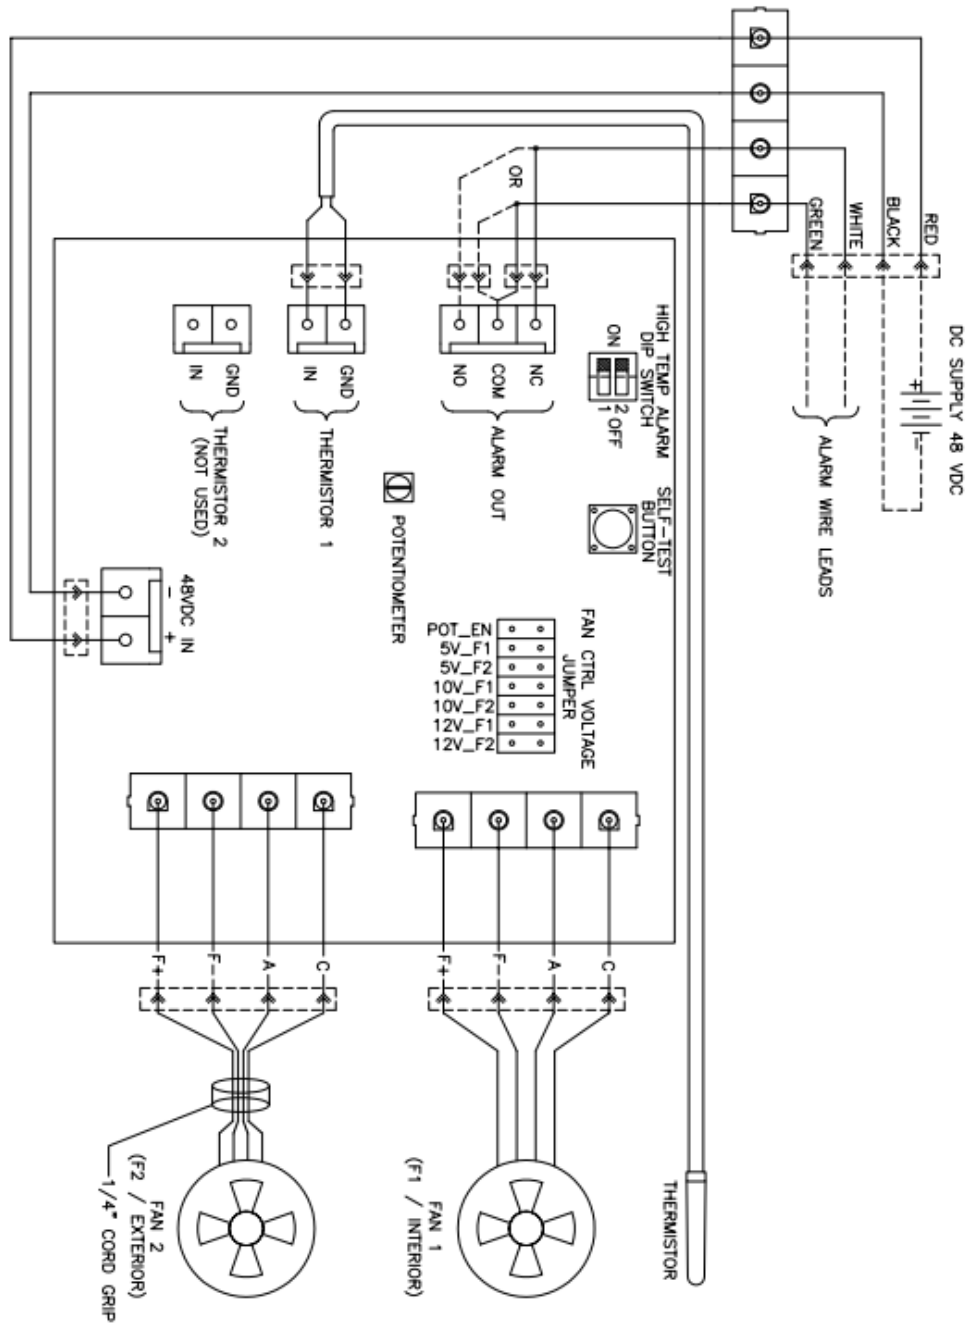 OR
GREEN
WHITE
BLACK
RED
DC SUPPLY 48 VDC
+
-
ALARM WIRE LEADS
HIGH TEMP ALARM
DIP SWITCH
ON
1 2
OFF
IN
GND
THERMISTOR 2
(NOT USED)
IN
GND
THERMISTOR 1
NO
COM
NC
ALARM OUT
SELF-TEST
BUTTON
POTENTIOMETER
48VDC IN
-
+
FAN CTRL VOLTAGE
JUMPER
POT_EN
5V_F1
5V_F2
10V_F1
10V_F2
12V_F1
12V_F2
F+
F-
A
C
F+
F-
A
C
FAN 2
(F2 / EXTERIOR)
1/4" CORD GRIP
FAN 1
(F1 / INTERIOR)
THERMISTOR